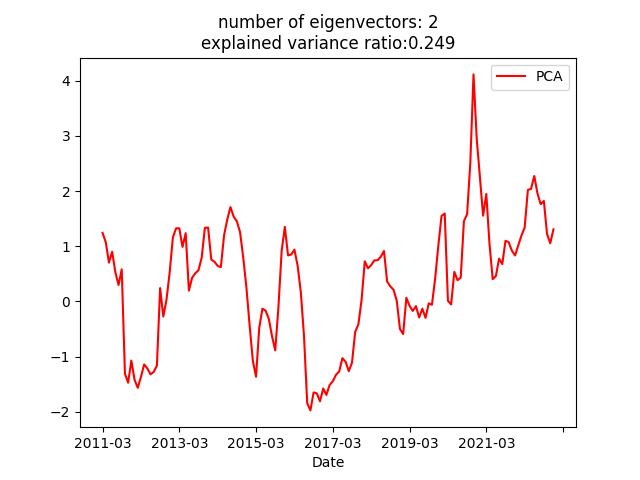 number of eigenvectors: 2
explained variance ratio:0.249
PCA
4
3
2
1
0
−1
−2
2011-03 2013-03 2015-03 2017-03 2019-03 2021-03
Date